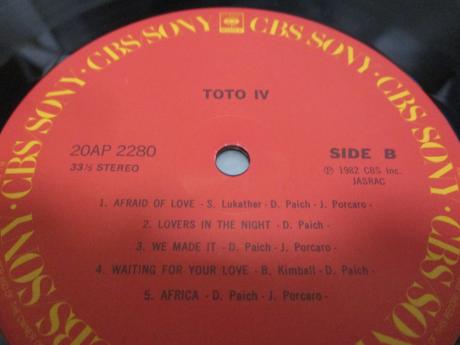 CBS SONY · CBS SONY · CBS SONY · CBS SONY · CBS SONY
TOTO IV
20AP 2280
33⅓ STEREO
SIDE B
Ⓟ 1982 CBS Inc.
JASRAC
1. AFRAID OF LOVE - S. Lukather - D. Paich - J. Porcaro -
2. LOVERS IN THE NIGHT - D. Paich -
3. WE MADE IT - D. Paich - J. Porcaro -
4. WAITING FOR YOUR LOVE - B. Kimball - D. Paich -
5. AFRICA - D. Paich - J. Porcaro -